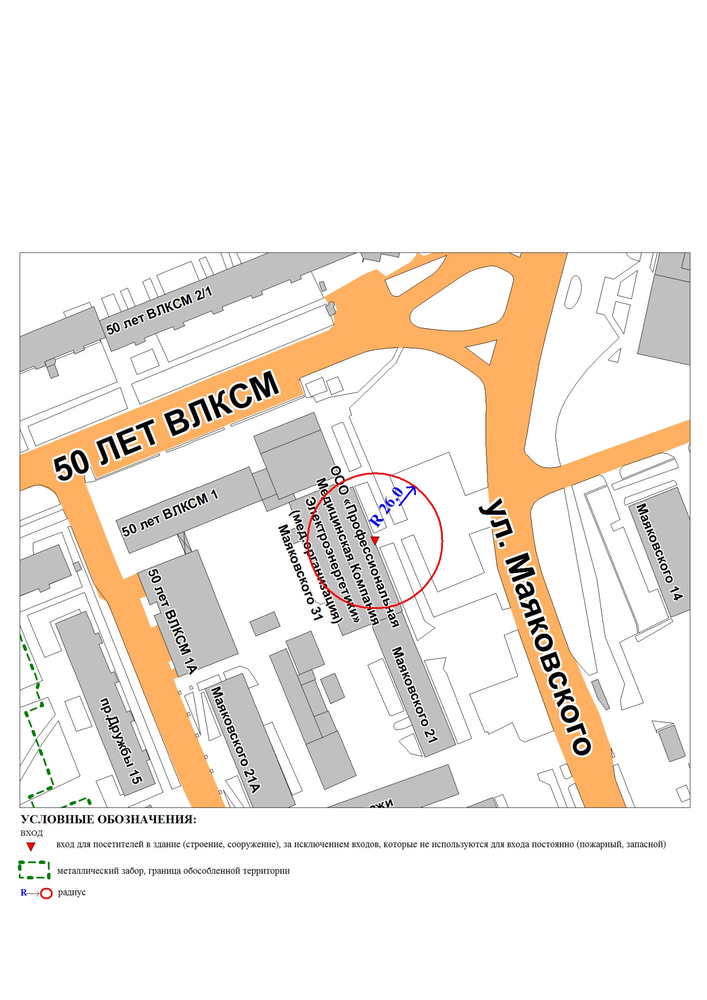 50 лет ВЛКСМ 2/1
50 ЛЕТ ВЛКСМ
50 лет ВЛКСМ 1
ООО «Профессиональная
Медицинская Компания
Электроэнергетики»
(мед.организация)
Маяковского 31
R 26.0
ул. Маяковского
Маяковского 14
50 лет ВЛКСМ 1А
Маяковского 21
Маяковского 21А
пр.Дружбы 15
УСЛОВНЫЕ ОБОЗНАЧЕНИЯ:
ВХОД
вход для посетителей в здание (строение, сооружение), за исключением входов, которые не используются для входа постоянно (пожарный, запасной)
металлический забор, граница обособленной территории
R
радиус